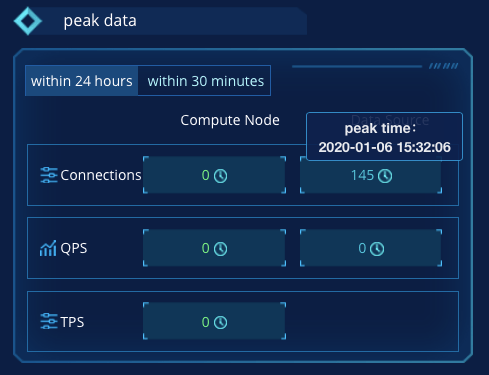 peak data
within 24 hours within 30 minutes
Compute Node Data Source
peak time:
2020-01-06 15:32:06
Connections 0 145
QPS 0 0
TPS 0